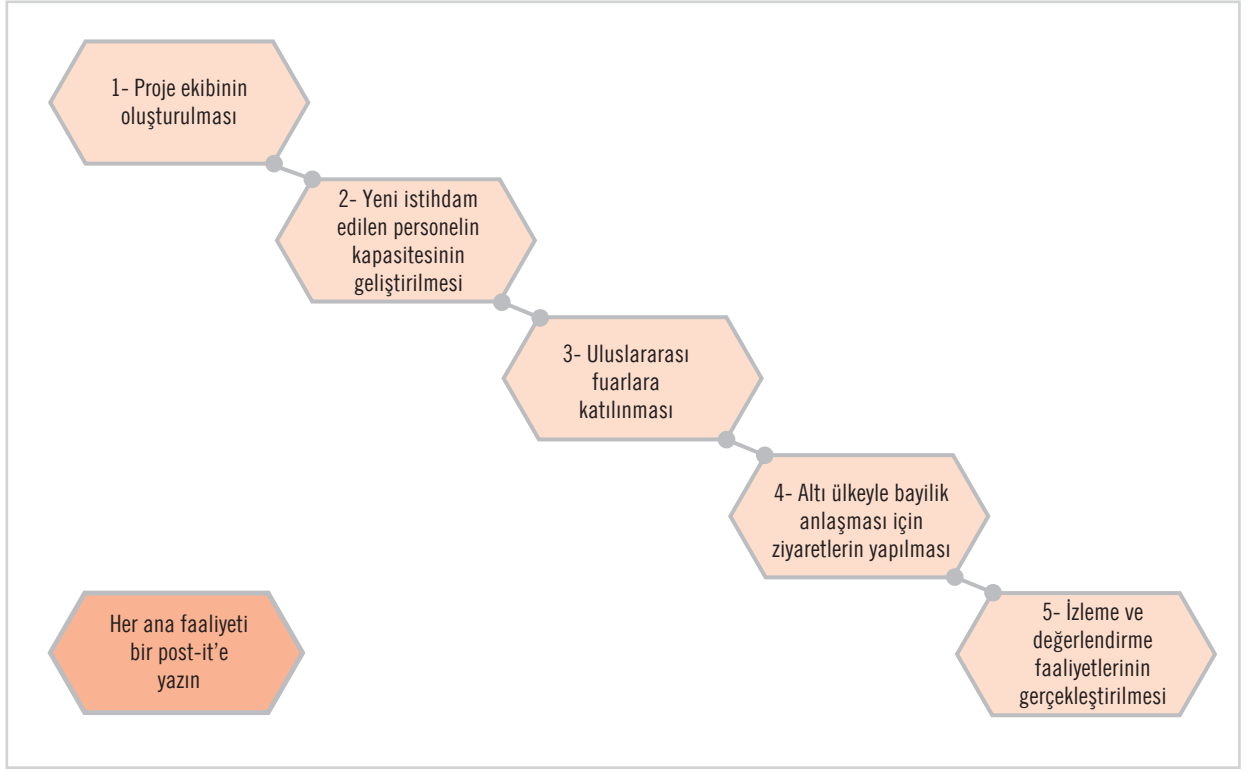 1- Proje ekibinin
oluşturulması
2- Yeni istihdam
edilen personelin
kapasitesinin
geliştirilmesi
3- Uluslararası
fuarlara
katılınması
4- Altı ülkeyle bayilik
anlaşması için
ziyaretlerin yapılması
5- İzleme ve
değerlendirme
faaliyetlerinin
gerçekleştirilmesi
Her ana faaliyeti
bir post-it’e
yazın